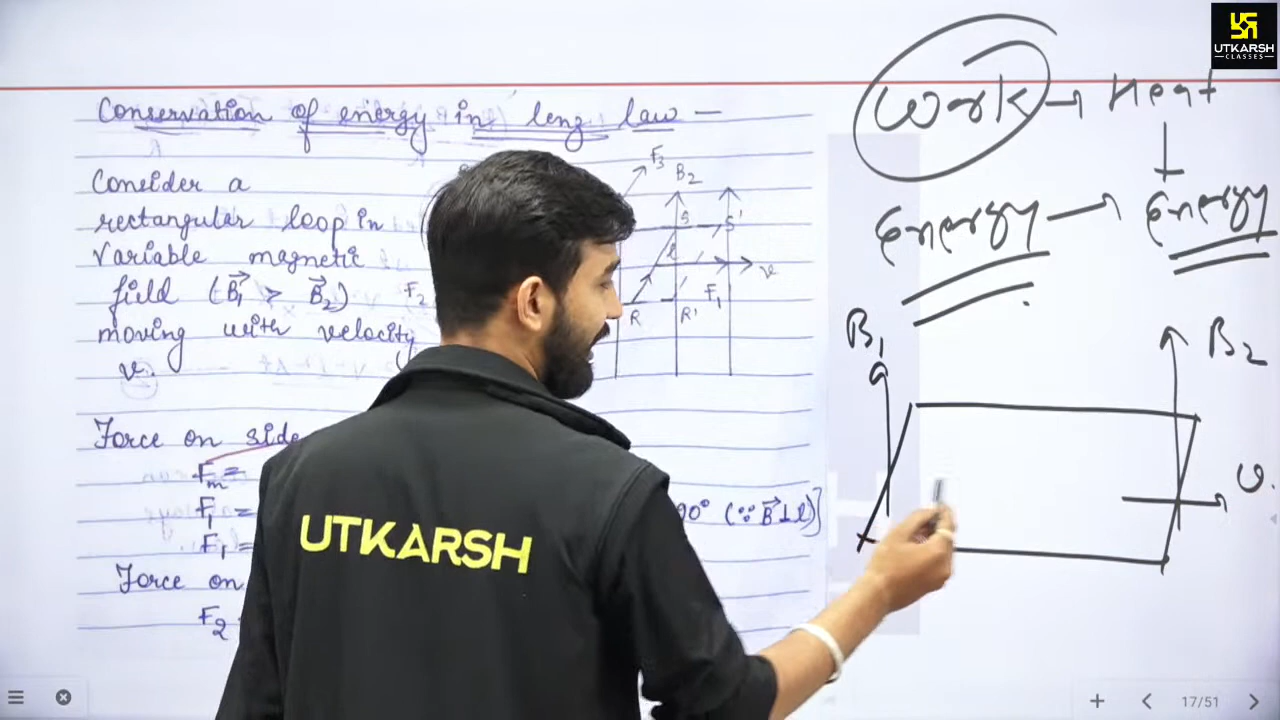 UTKARSH
CLASSES
Conservation of energy in lenz law —
Consider a
rectangular loop in
variable magnetic
field (B₁ > B₂)
moving with velocity
v.
Force on side
Fm =
F₁ =
90° (∵ B ⊥ l)]
F₁ =
Force on
F₂
F₃
B₂
S
S'
l
v
F₂
F₁
R
R'
Work → Heat
Energy → Energy
B₁
B₂
v.
UTKARSH
17/51